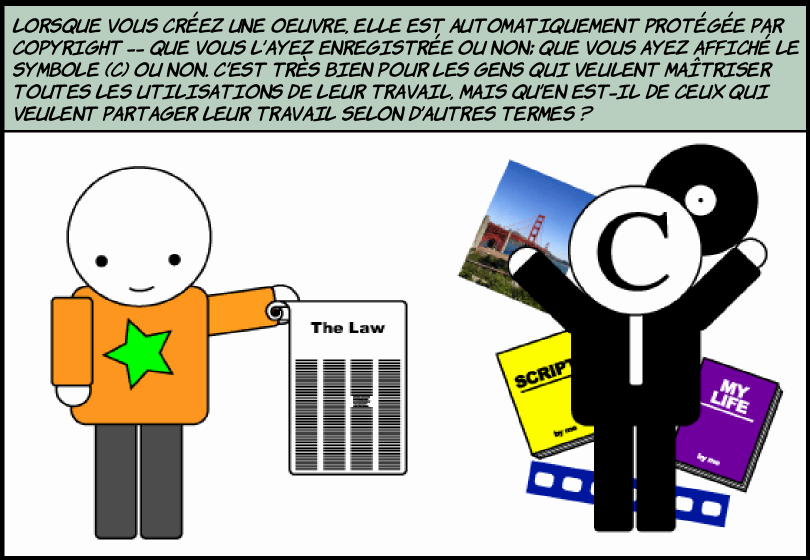 LORSQUE VOUS CRÉEZ UNE OEUVRE, ELLE EST AUTOMATIQUEMENT PROTÉGÉE PAR
COPYRIGHT -- QUE VOUS L'AYEZ ENREGISTRÉE OU NON; QUE VOUS AYEZ AFFICHÉ LE
SYMBOLE (C) OU NON. C'EST TRÈS BIEN POUR LES GENS QUI VEULENT MAÎTRISER
TOUTES LES UTILISATIONS DE LEUR TRAVAIL, MAIS QU'EN EST-IL DE CEUX QUI
VEULENT PARTAGER LEUR TRAVAIL SELON D'AUTRES TERMES ?
The Law
C
SCRIPT
by me
MY
LIFE
by me